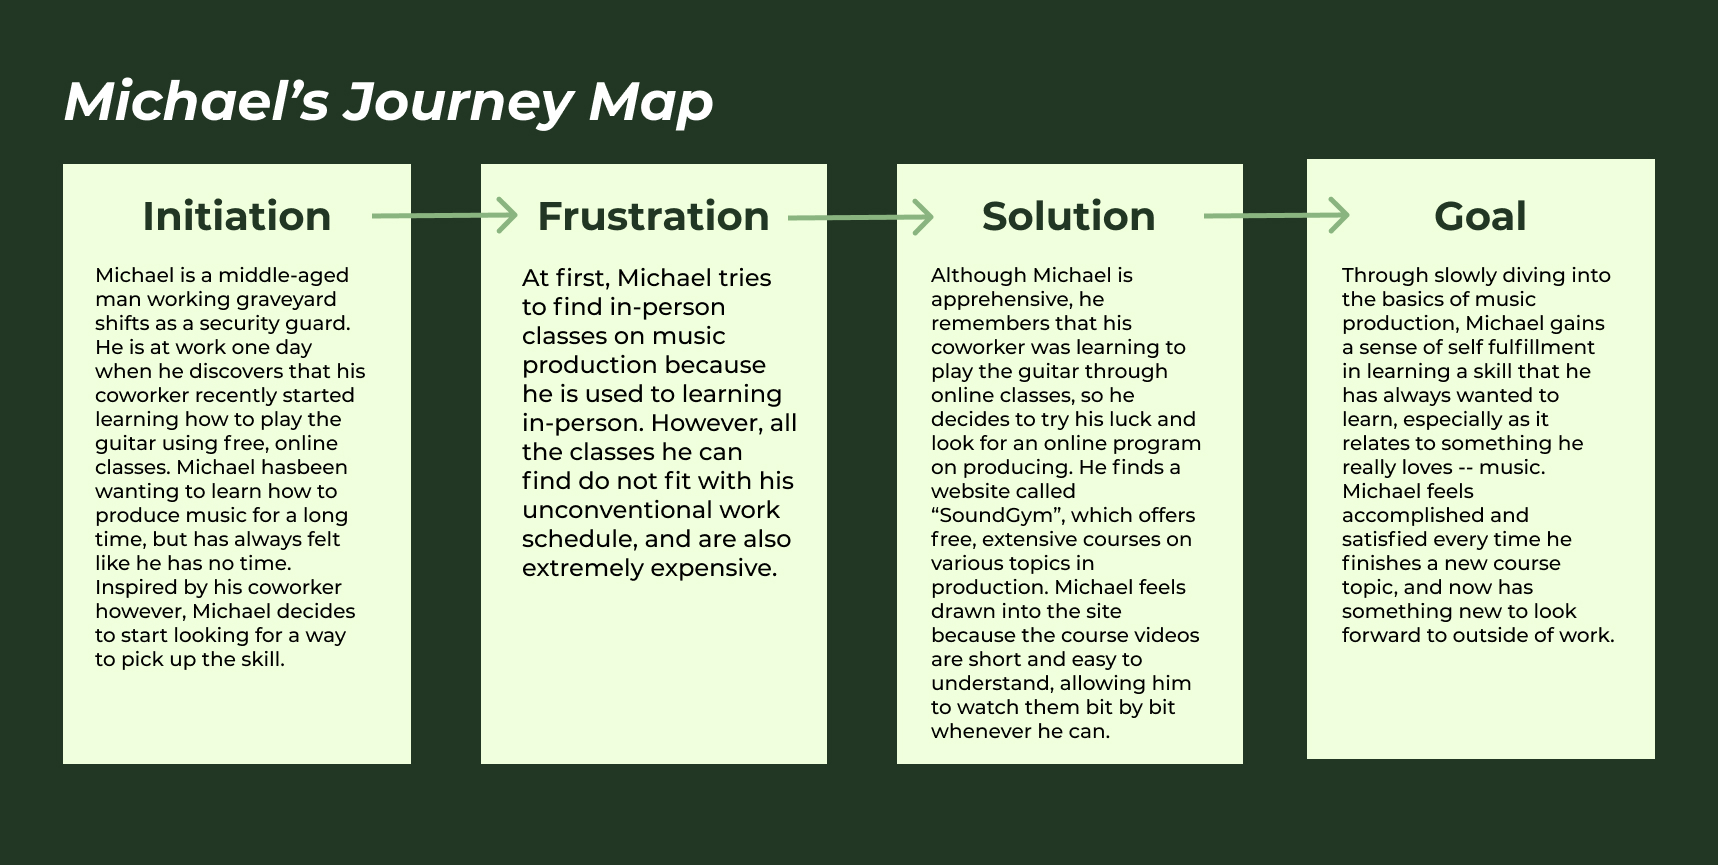 Michael’s Journey Map
Initiation
Michael is a middle-aged
man working graveyard
shifts as a security guard.
He is at work one day
when he discovers that his
coworker recently started
learning how to play the
guitar using free, online
classes. Michael hasbeen
wanting to learn how to
produce music for a long
time, but has always felt
like he has no time.
Inspired by his coworker
however, Michael decides
to start looking for a way
to pick up the skill.
Frustration
At first, Michael tries
to find in-person
classes on music
production because
he is used to learning
in-person. However, all
the classes he can
find do not fit with his
unconventional work
schedule, and are also
extremely expensive.
Solution
Although Michael is
apprehensive, he
remembers that his
coworker was learning to
play the guitar through
online classes, so he
decides to try his luck and
look for an online program
on producing. He finds a
website called
“SoundGym”, which offers
free, extensive courses on
various topics in
production. Michael feels
drawn into the site
because the course videos
are short and easy to
understand, allowing him
to watch them bit by bit
whenever he can.
Goal
Through slowly diving into
the basics of music
production, Michael gains
a sense of self fulfillment
in learning a skill that he
has always wanted to
learn, especially as it
relates to something he
really loves -- music.
Michael feels
accomplished and
satisfied every time he
finishes a new course
topic, and now has
something new to look
forward to outside of work.